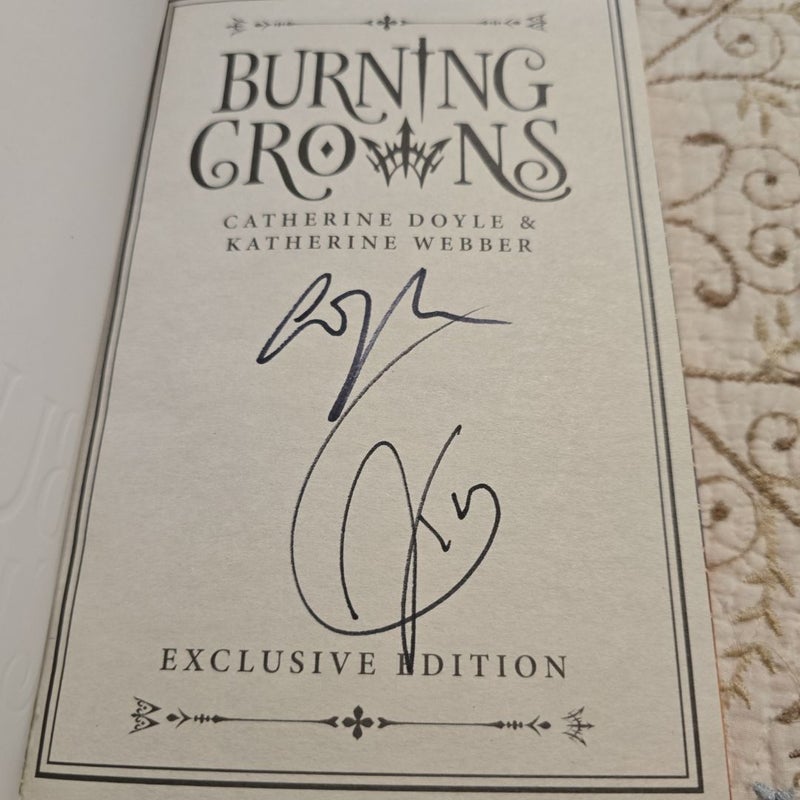 BURNING
CROWNS
CATHERINE DOYLE &
KATHERINE WEBBER
EXCLUSIVE EDITION